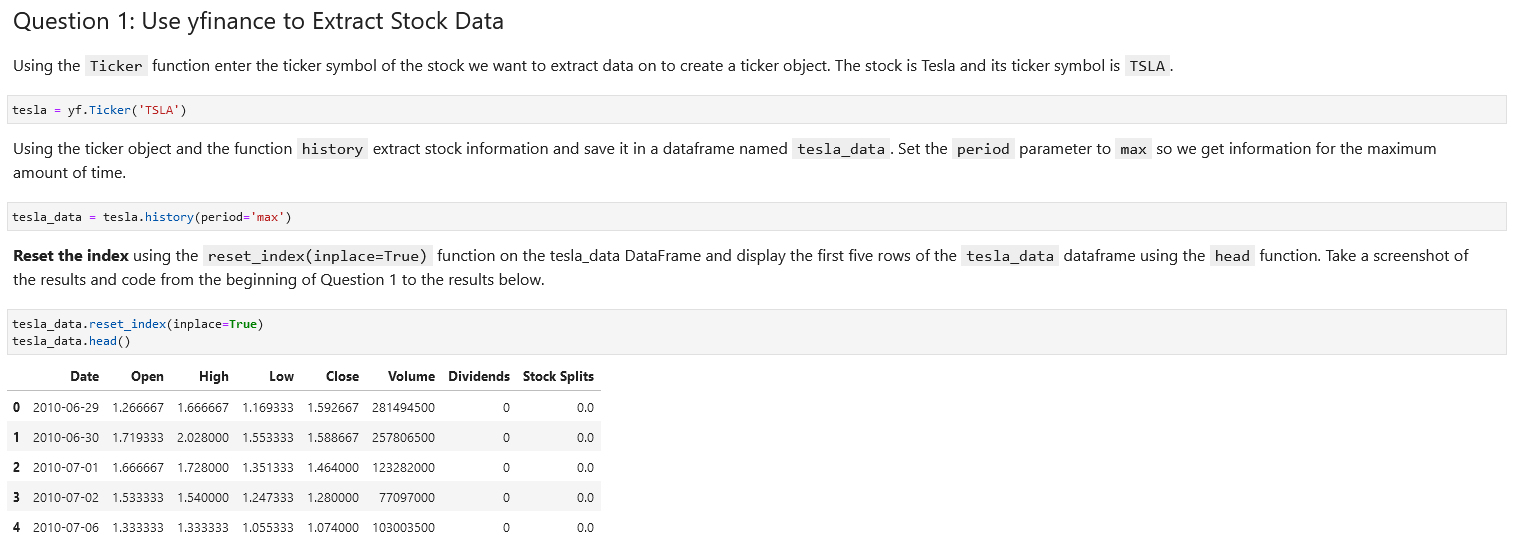 Question 1: Use yfinance to Extract Stock Data
Using the Ticker function enter the ticker symbol of the stock we want to extract data on to create a ticker object. The stock is Tesla and its ticker symbol is TSLA.
tesla = yf.Ticker('TSLA')
Using the ticker object and the function history extract stock information and save it in a dataframe named tesla_data. Set the period parameter to max so we get information for the maximum
amount of time.
tesla_data = tesla.history(period='max')
Reset the index using the reset_index(inplace=True) function on the tesla_data DataFrame and display the first five rows of the tesla_data dataframe using the head function. Take a screenshot of
the results and code from the beginning of Question 1 to the results below.
tesla_data.reset_index(inplace=True)
tesla_data.head()
Date Open High Low Close Volume Dividends Stock Splits
0 2010-06-29 1.266667 1.666667 1.169333 1.592667 281494500 0 0.0
1 2010-06-30 1.719333 2.028000 1.553333 1.588667 257806500 0 0.0
2 2010-07-01 1.666667 1.728000 1.351333 1.464000 123282000 0 0.0
3 2010-07-02 1.533333 1.540000 1.247333 1.280000 77097000 0 0.0
4 2010-07-06 1.333333 1.333333 1.055333 1.074000 103003500 0 0.0